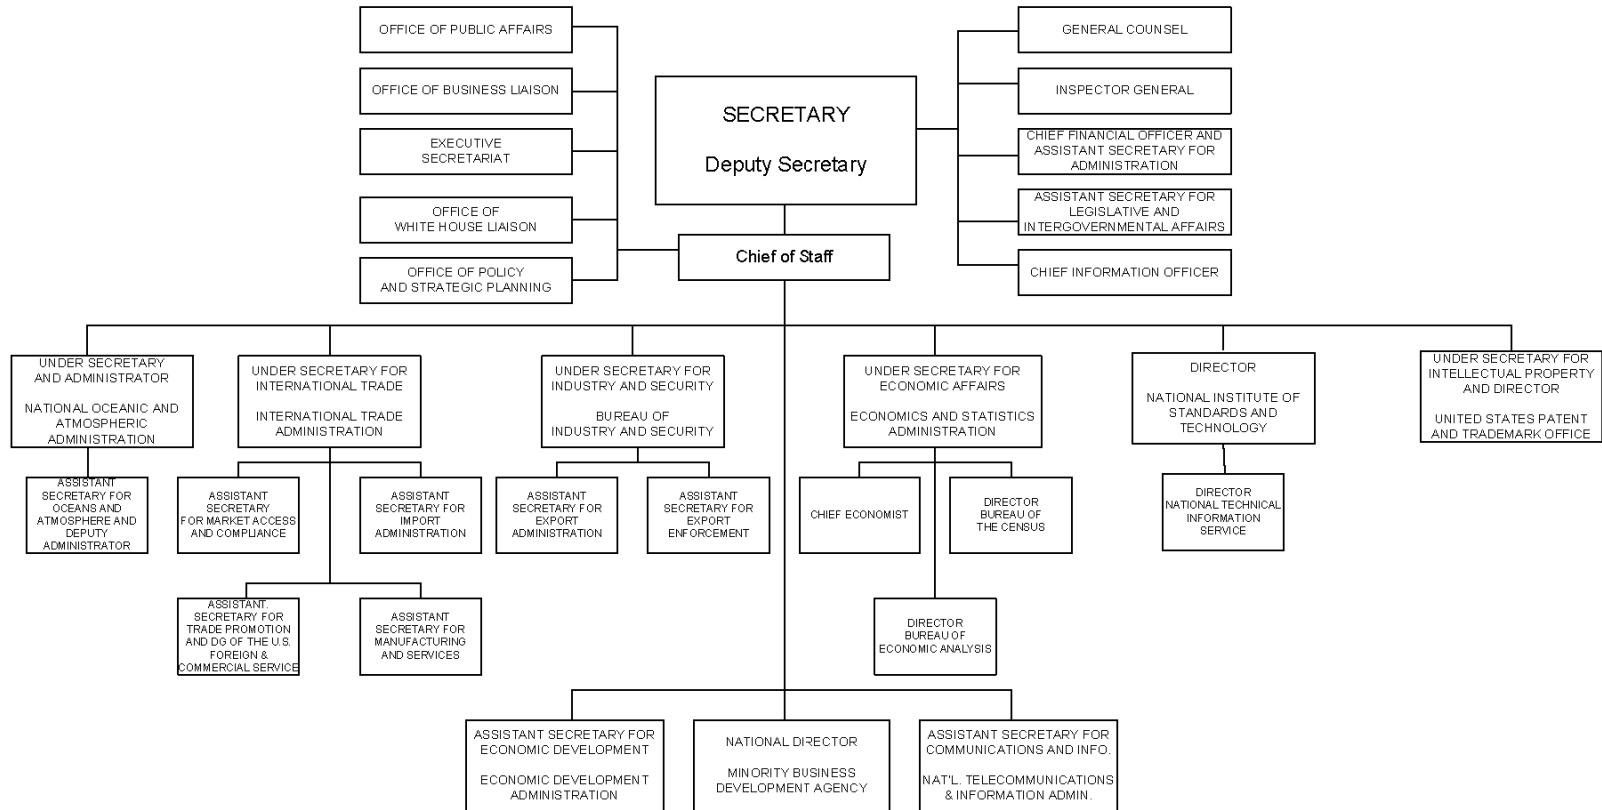 OFFICE OF PUBLIC AFFAIRS
OFFICE OF BUSINESS LIAISON
EXECUTIVE
SECRETARIAT
OFFICE OF
WHITE HOUSE LIAISON
OFFICE OF POLICY
AND STRATEGIC PLANNING
SECRETARY
Deputy Secretary
Chief of Staff
GENERAL COUNSEL
INSPECTOR GENERAL
CHIEF FINANCIAL OFFICER AND
ASSISTANT SECRETARY FOR
ADMINISTRATION
ASSISTANT SECRETARY FOR
LEGISLATIVE AND
INTERGOVERNMENTAL AFFAIRS
CHIEF INFORMATION OFFICER
UNDER SECRETARY
AND ADMINISTRATOR
NATIONAL OCEANIC AND
ATMOSPHERIC
ADMINISTRATION
UNDER SECRETARY FOR
INTERNATIONAL TRADE
INTERNATIONAL TRADE
ADMINISTRATION
UNDER SECRETARY FOR
INDUSTRY AND SECURITY
BUREAU OF
INDUSTRY AND SECURITY
UNDER SECRETARY FOR
ECONOMIC AFFAIRS
ECONOMICS AND STATISTICS
ADMINISTRATION
DIRECTOR
NATIONAL INSTITUTE OF
STANDARDS AND
TECHNOLOGY
UNDER SECRETARY FOR
INTELLECTUAL PROPERTY
AND DIRECTOR
UNITED STATES PATENT
AND TRADEMARK OFFICE
ASSISTANT
SECRETARY FOR
OCEANS AND
ATMOSPHERE AND
DEPUTY
ADMINISTRATOR
ASSISTANT
SECRETARY
FOR MARKET ACCESS
AND COMPLIANCE
ASSISTANT
SECRETARY FOR
IMPORT
ADMINISTRATION
ASSISTANT
SECRETARY FOR
EXPORT
ADMINISTRATION
ASSISTANT
SECRETARY FOR
EXPORT
ENFORCEMENT
CHIEF ECONOMIST
DIRECTOR
BUREAU OF
THE CENSUS
DIRECTOR
NATIONAL TECHNICAL
INFORMATION
SERVICE
ASSISTANT.
SECRETARY FOR
TRADE PROMOTION
AND DG OF THE U.S.
FOREIGN &
COMMERCIAL SERVICE
ASSISTANT
SECRETARY FOR
MANUFACTURING
AND SERVICES
DIRECTOR
BUREAU OF
ECONOMIC ANALYSIS
ASSISTANT SECRETARY FOR
ECONOMIC DEVELOPMENT
ECONOMIC DEVELOPMENT
ADMINISTRATION
NATIONAL DIRECTOR
MINORITY BUSINESS
DEVELOPMENT AGENCY
ASSISTANT SECRETARY FOR
COMMUNICATIONS AND INFO.
NAT'L. TELECOMMUNICATIONS
& INFORMATION ADMIN.